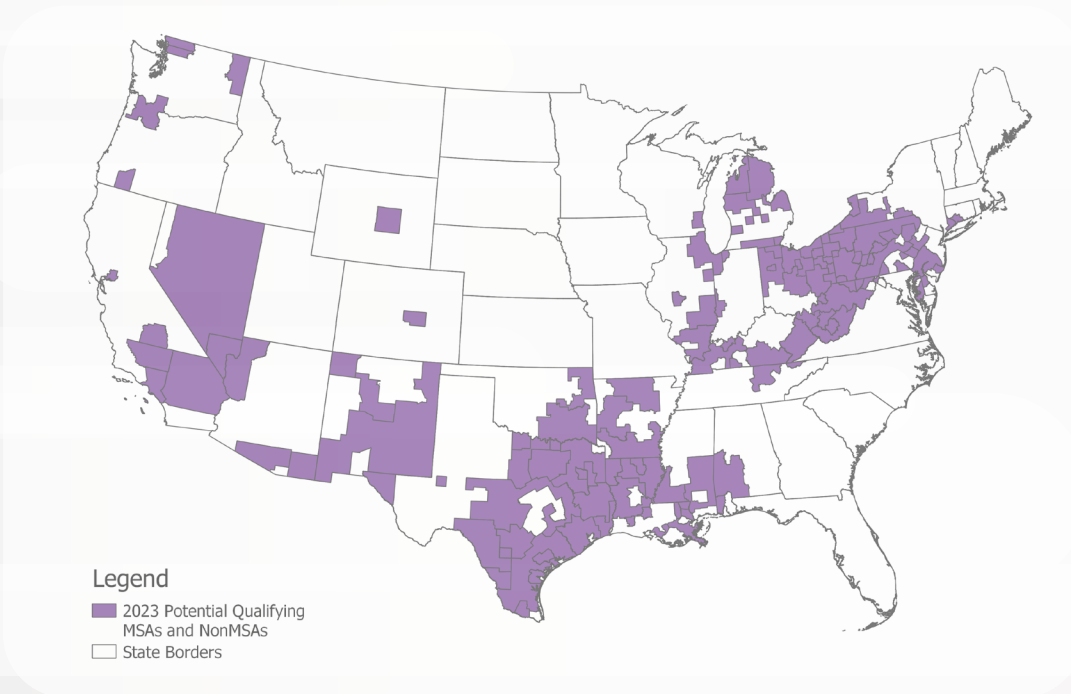 Legend
2023 Potential Qualifying
MSAs and NonMSAs
State Borders